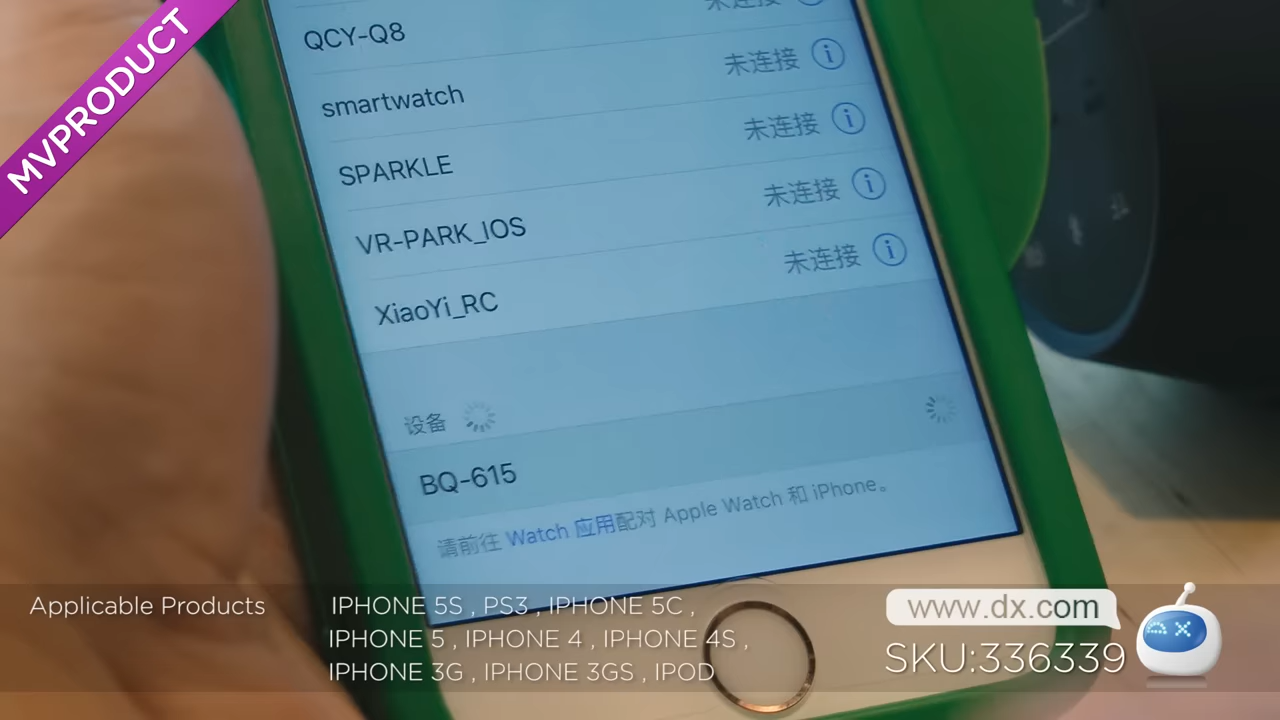 MVPRODUCT
未连接
QCY-Q8
未连接
smartwatch
未连接
SPARKLE
未连接
VR-PARK_IOS
未连接
XiaoYi_RC
设备
BQ-615
请前往 Watch 应用配对 Apple Watch 和 iPhone。
Applicable Products
IPHONE 5S , PS3 , IPHONE 5C ,
IPHONE 5 , IPHONE 4 , IPHONE 4S ,
IPHONE 3G , IPHONE 3GS , IPOD
www.dx.com
SKU:336339